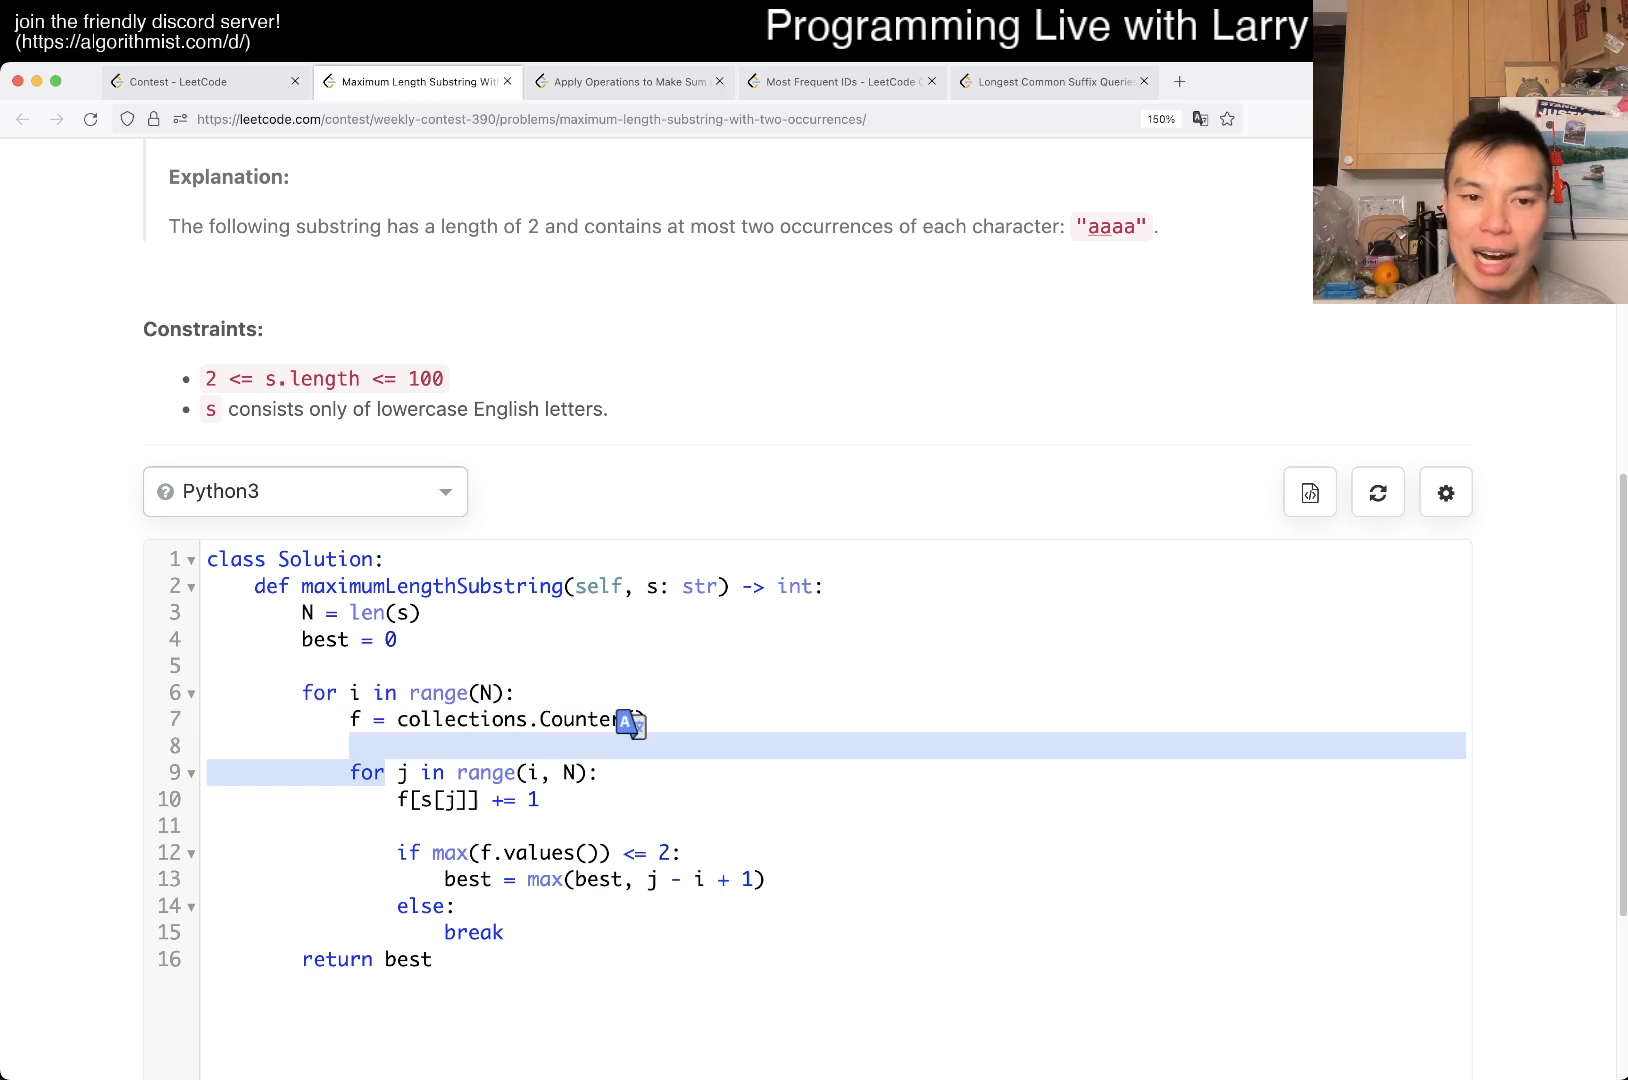 join the friendly discord server!
(https://algorithmist.com/d/)
Programming Live with Larry
Contest - LeetCode
Maximum Length Substring Wit
Apply Operations to Make Sum
Most Frequent IDs - LeetCode
Longest Common Suffix Queries
https://leetcode.com/contest/weekly-contest-390/problems/maximum-length-substring-with-two-occurrences/
150%
Explanation:
The following substring has a length of 2 and contains at most two occurrences of each character: "aaaa".
Constraints:
2 <= s.length <= 100
s consists only of lowercase English letters.
Python3
1 class Solution:
2 def maximumLengthSubstring(self, s: str) -> int:
3 N = len(s)
4 best = 0
5
6 for i in range(N):
7 f = collections.Counter()
8
9 for j in range(i, N):
10 f[s[j]] += 1
11
12 if max(f.values()) <= 2:
13 best = max(best, j - i + 1)
14 else:
15 break
16 return best